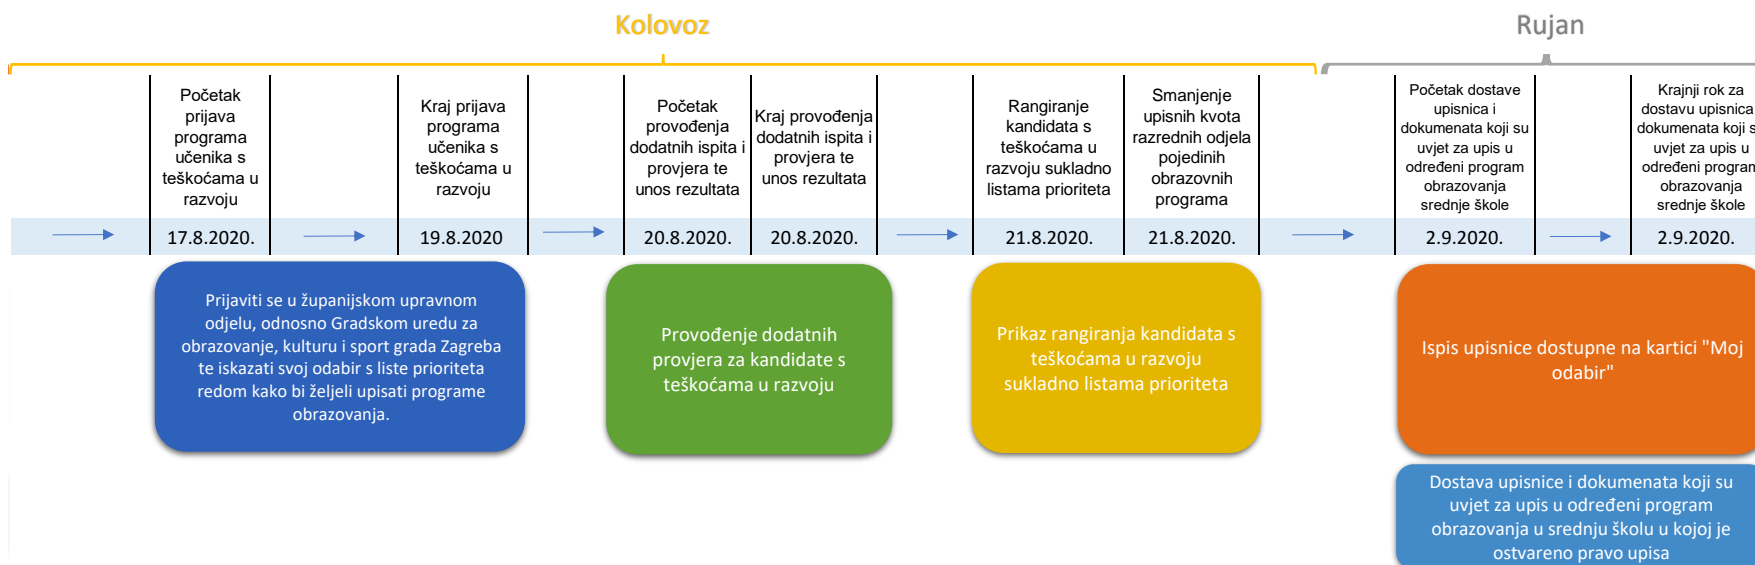 Kolovoz
Rujan
Početak
prijava
programa
učenika s
teškoćama u
razvoju
Kraj prijava
programa
učenika s
teškoćama u
razvoju
Početak
provođenja
dodatnih ispita i
provjera te
unos rezultata
Kraj provođenja
dodatnih ispita i
provjera te
unos rezultata
Rangiranje
kandidata s
teškoćama u
razvoju sukladno
listama prioriteta
Smanjenje
upisnih kvota
razrednih odjela
pojedinih
obrazovnih
programa
Početak dostave
upisnica i
dokumenata koji su
uvjet za upis u
određeni program
obrazovanja
srednje škole
Krajnji rok za
dostavu upisnica
dokumenata koji s
uvjet za upis u
određeni program
obrazovanja
srednje škole
17.8.2020.
19.8.2020
20.8.2020.
20.8.2020.
21.8.2020.
21.8.2020.
2.9.2020.
2.9.2020.
Prijaviti se u županijskom upravnom
odjelu, odnosno Gradskom uredu za
obrazovanje, kulturu i sport grada Zagreba
te iskazati svoj odabir s liste prioriteta
redom kako bi željeli upisati programe
obrazovanja.
Provođenje dodatnih
provjera za kandidate s
teškoćama u razvoju
Prikaz rangiranja kandidata s
teškoćama u razvoju
sukladno listama prioriteta
Ispis upisnice dostupne na kartici "Moj
odabir"
Dostava upisnice i dokumenata koji su
uvjet za upis u određeni program
obrazovanja u srednju školu u kojoj je
ostvareno pravo upisa